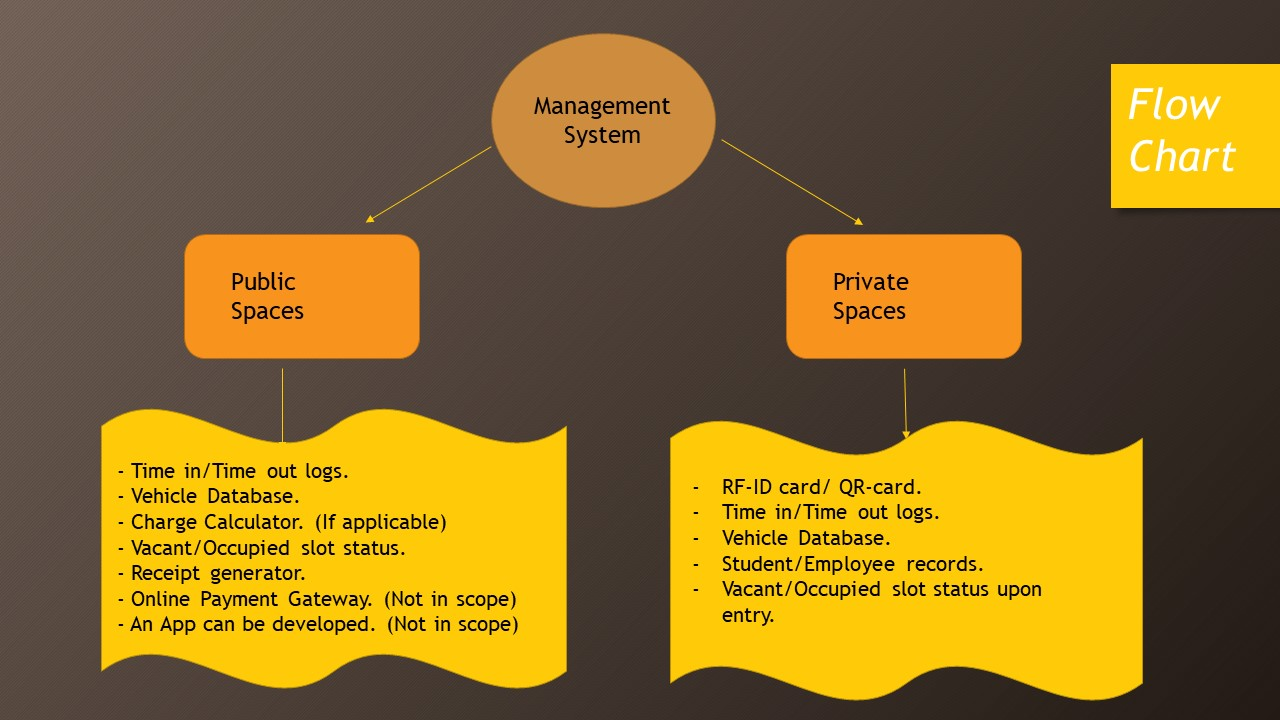 Management
System
Flow
Chart
Public
Spaces
Private
Spaces
- Time in/Time out logs.
- Vehicle Database.
- Charge Calculator. (If applicable)
- Vacant/Occupied slot status.
- Receipt generator.
- Online Payment Gateway. (Not in scope)
- An App can be developed. (Not in scope)
- RF-ID card/ QR-card.
- Time in/Time out logs.
- Vehicle Database.
- Student/Employee records.
- Vacant/Occupied slot status upon
entry.